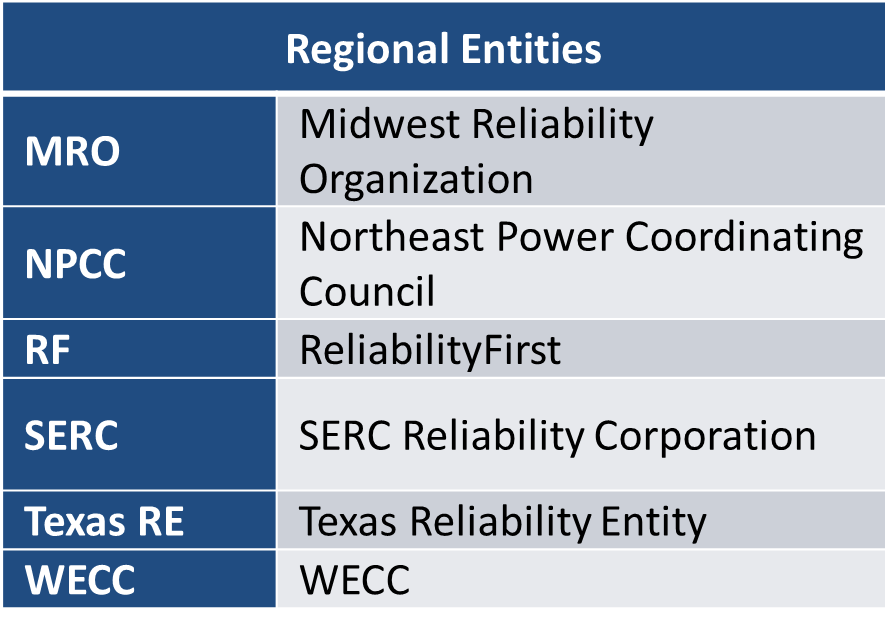 Regional Entities
MRO
Midwest Reliability
Organization
NPCC
Northeast Power Coordinating
Council
RF
ReliabilityFirst
SERC
SERC Reliability Corporation
Texas RE
Texas Reliability Entity
WECC
WECC